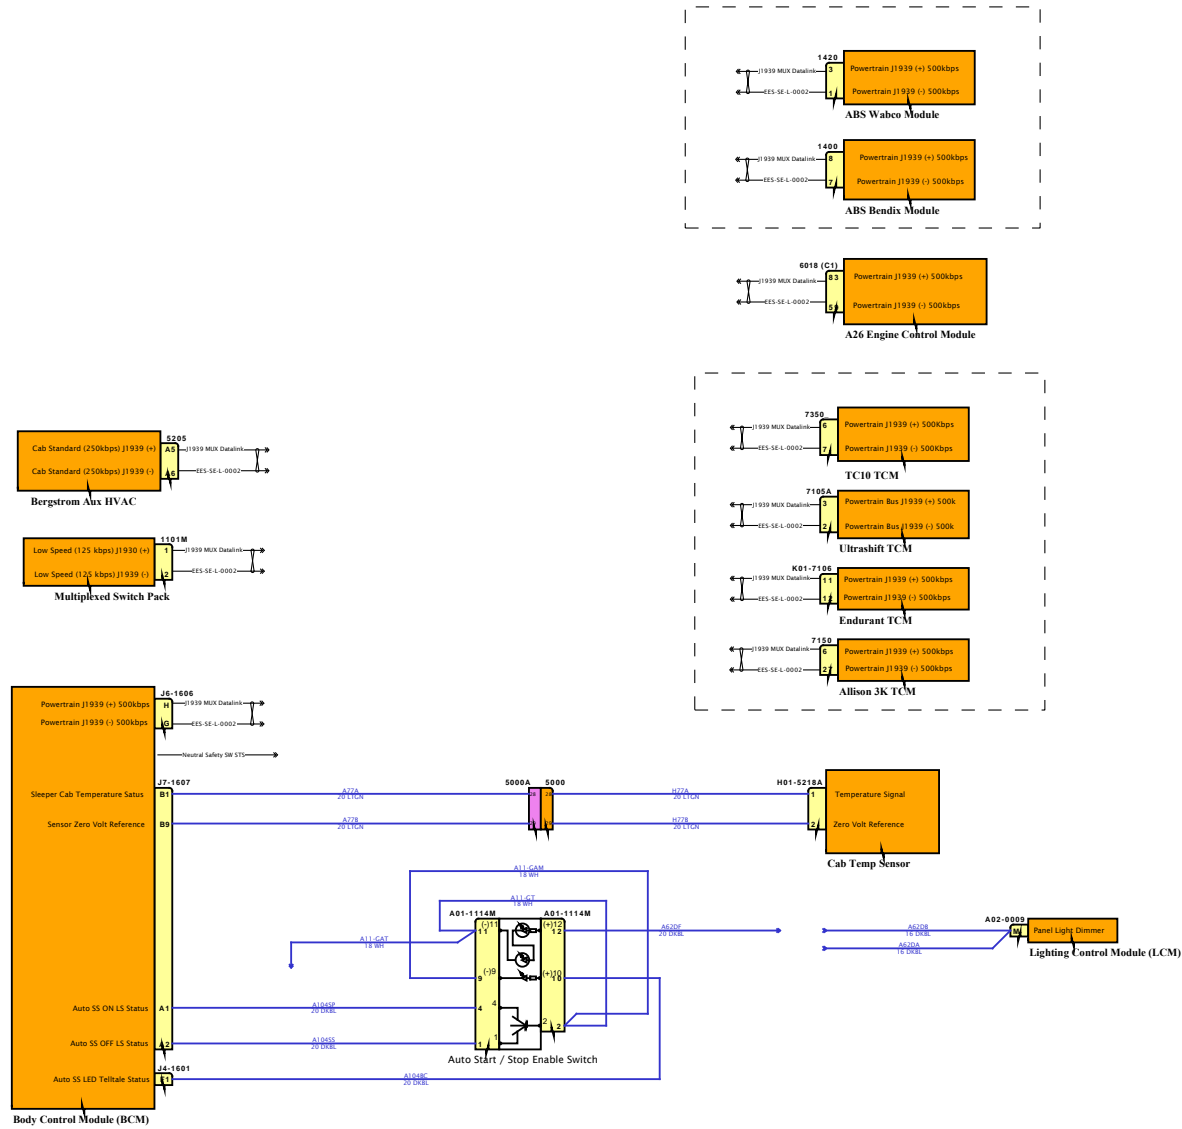 1420
J1939 MUX Datalink
3
Powertrain J1939 (+) 500kbps
EES-SE-L-0002
1
Powertrain J1939 (-) 500kbps
ABS Wabco Module
1400
J1939 MUX Datalink
8
Powertrain J1939 (+) 500kbps
EES-SE-L-0002
7
Powertrain J1939 (-) 500kbps
ABS Bendix Module
6018 (C1)
J1939 MUX Datalink
83
Powertrain J1939 (+) 500kbps
EES-SE-L-0002
Powertrain J1939 (-) 500kbps
A26 Engine Control Module
7350_
J1939 MUX Datalink
6
Powertrain J1939 (+) 500Kbps
EES-SE-L-0002
7
Powertrain J1939 (-) 500Kbps
TC10 TCM
5205
Cab Standard (250kbps) J1939 (+)
A5
J1939 MUX Datalink
Cab Standard (250kbps) J1939 (-)
A6
EES-SE-L-0002
Bergstrom Aux HVAC
7105A
J1939 MUX Datalink
3
Powertrain Bus J1939 (+) 500k
EES-SE-L-0002
2
Powertrain Bus J1939 (-) 500k
Ultrashift TCM
1101M
Low Speed (125 kbps) J1930 (+)
1
J1939 MUX Datalink
Low Speed (125 kbps) J1939 (-)
2
EES-SE-L-0002
Multiplexed Switch Pack
K01-7106
J1939 MUX Datalink
11
Powertrain J1939 (+) 500kbps
EES-SE-L-0002
12
Powertrain J1939 (-) 500kbps
Endurant TCM
7150
J1939 MUX Datalink
6
Powertrain J1939 (+) 500kbps
EES-SE-L-0002
Powertrain J1939 (-) 500kbps
Allison 3K TCM
J6-1606
Powertrain J1939 (+) 500kbps
H
J1939 MUX Datalink
Powertrain J1939 (-) 500kbps
G
EES-SE-L-0002
Neutral Safety SW STS
J7-1607
5000A
5000
H01-5218A
Sleeper Cab Temperature Satus
B1
A77A
20 LTGN
28
28
H77A
20 LTGN
1
Temperature Signal
Sensor Zero Volt Reference
B9
A77B
20 LTGN
H77B
20 LTGN
2
Zero Volt Reference
Cab Temp Sensor
A11-GAM
18 WH
A11-GT
18 WH
A01-1114M
A01-1114M
A02-0009
(-)11
(+)12
11
12
A62DF
20 DKBL
A62DB
16 DKBL
M
Panel Light Dimmer
A11-GAT
18 WH
A62DA
16 DKBL
Lighting Control Module (LCM)
(-)9
(+)10
9
10
Auto SS ON LS Status
A1
A104SP
20 DKBL
4
4
2
2
Auto SS OFF LS Status
A2
A104SS
20 DKBL
1
1
Auto Start / Stop Enable Switch
J4-1601
Auto SS LED Telltale Status
E1
A104BC
20 DKBL
Body Control Module (BCM)